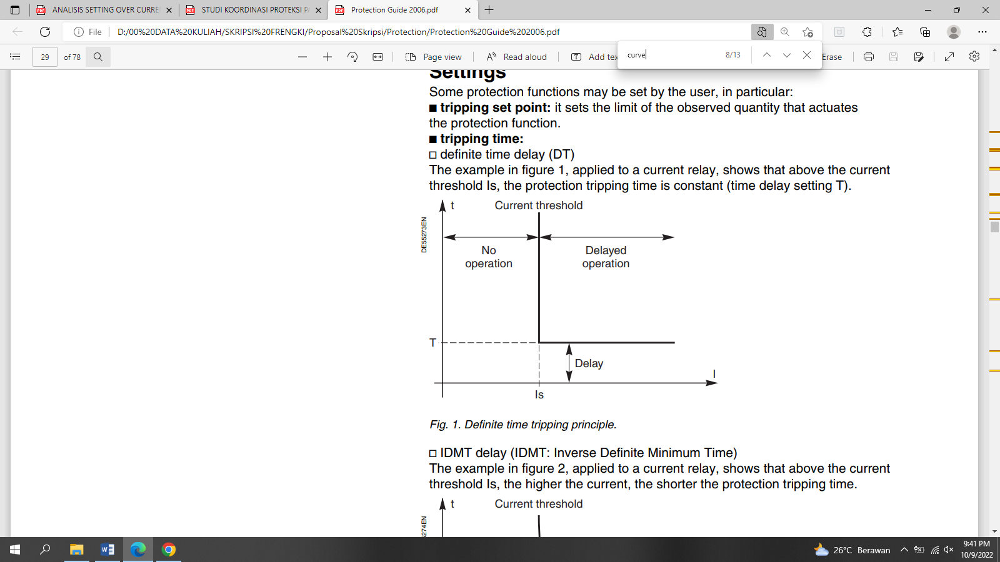 ANALISIS SETTING OVER CURRE
STUDI KOORDINASI PROTEKSI P
Protection Guide 2006.pdf
File
D:/00%20DATA%20KULIAH/SKRIPSI%20FRENGKI/Proposal%20Skripsi/Protection/Protection%20Guide%202006.pdf
29
of 78
Page view
Read aloud
Add tex
curve
8/13
Erase
Settings
Some protection functions may be set by the user, in particular:
■ tripping set point: it sets the limit of the observed quantity that actuates
the protection function.
■ tripping time:
□ definite time delay (DT)
The example in figure 1, applied to a current relay, shows that above the current
threshold Is, the protection tripping time is constant (time delay setting T).
t
Current threshold
DE55273EN
No
operation
Delayed
operation
T
Delay
I
Is
Fig. 1. Definite time tripping principle.
□ IDMT delay (IDMT: Inverse Definite Minimum Time)
The example in figure 2, applied to a current relay, shows that above the current
threshold Is, the higher the current, the shorter the protection tripping time.
t
Current threshold
5274EN
26°C Berawan
9:41 PM
10/9/2022